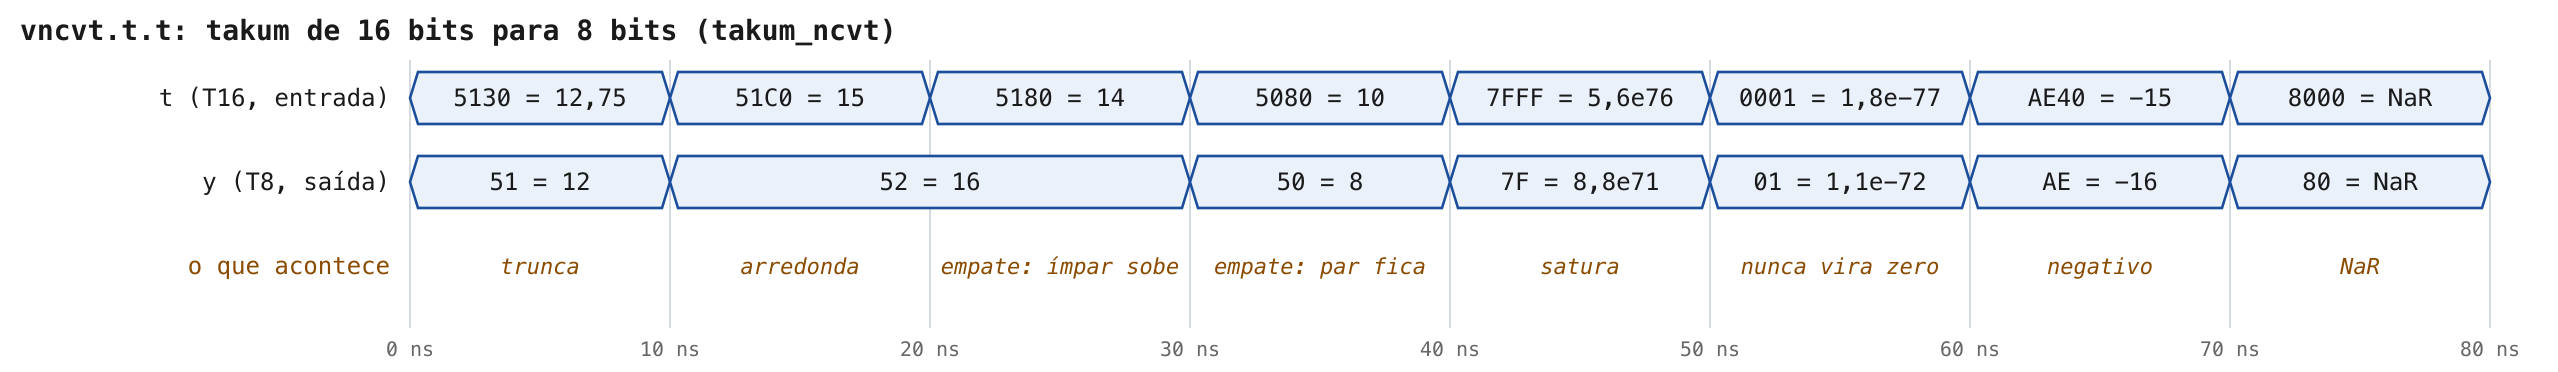 vncvt.t.t: takum de 16 bits para 8 bits (takum_ncvt)
t (T16, entrada) 5130 = 12,75 51C0 = 15 5180 = 14 5080 = 10 7FFF = 5,6e76 0001 = 1,8e−77 AE40 = −15 8000 = NaR
y (T8, saída) 51 = 12 52 = 16 50 = 8 7F = 8,8e71 01 = 1,1e−72 AE = −16 80 = NaR
o que acontece trunca arredonda empate: ímpar sobe empate: par fica satura nunca vira zero negativo NaR
0 ns 10 ns 20 ns 30 ns 40 ns 50 ns 60 ns 70 ns 80 ns